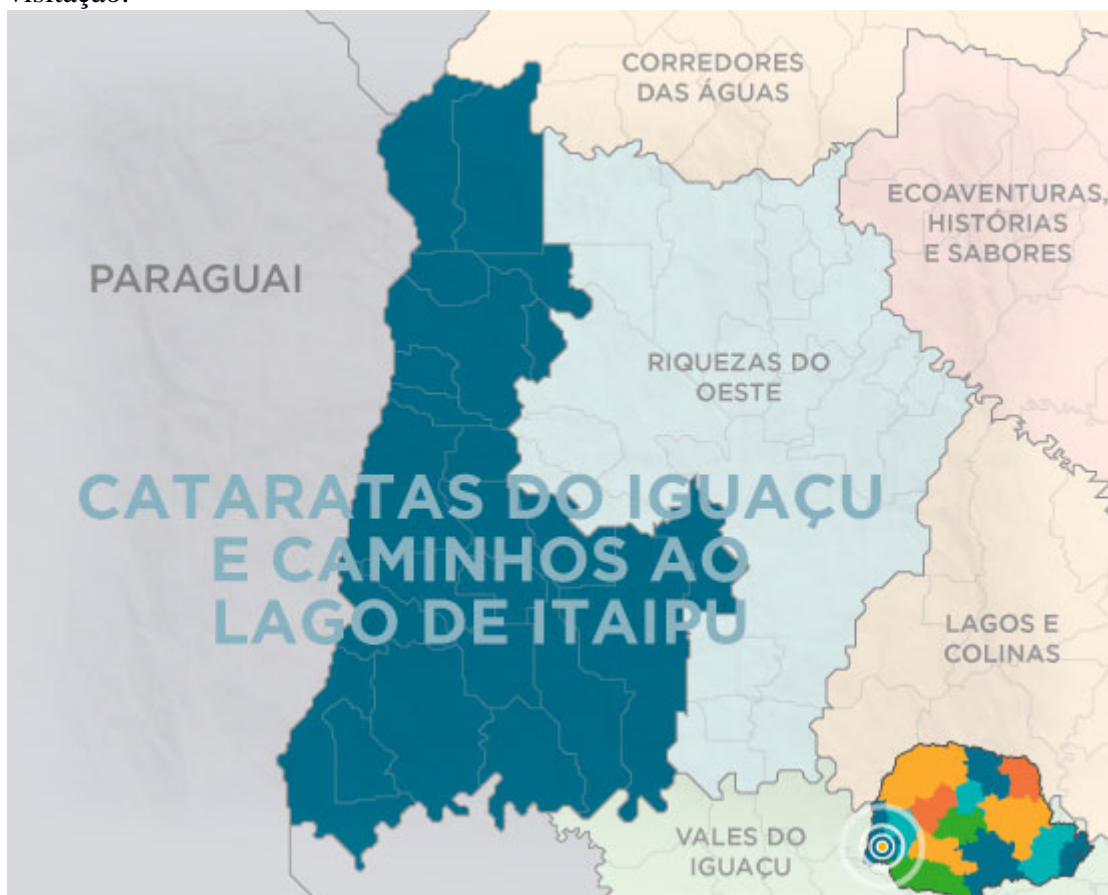 visitação.
CORREDORES
DAS ÁGUAS
ECOAVENTURAS,
HISTÓRIAS
E SABORES
PARAGUAI
RIQUEZAS DO
OESTE
CATARATAS DO IGUAÇU
E CAMINHOS AO
LAGO DE ITAIPU
LAGOS E
COLINAS
VALES DO
IGUAÇU